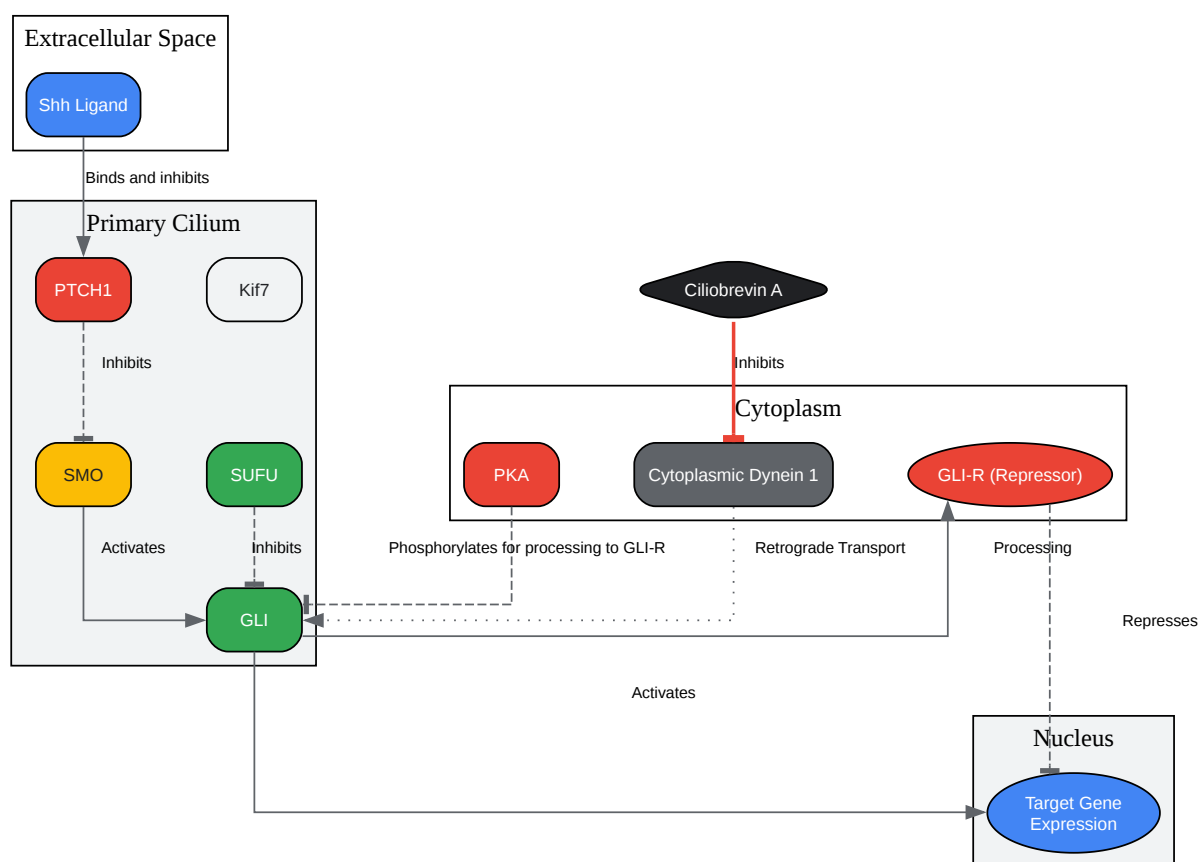 Extracellular Space
Shh Ligand
Binds and inhibits
Primary Cilium
PTCH1
Kif7
Ciliobrevin A
Inhibits
Inhibits
Cytoplasm
SMO
SUFU
PKA
Cytoplasmic Dynein 1
GLI-R (Repressor)
Activates
Inhibits
Phosphorylates for processing to GLI-R
Retrograde Transport
Processing
GLI
Represses
Activates
Nucleus
Target Gene
Expression